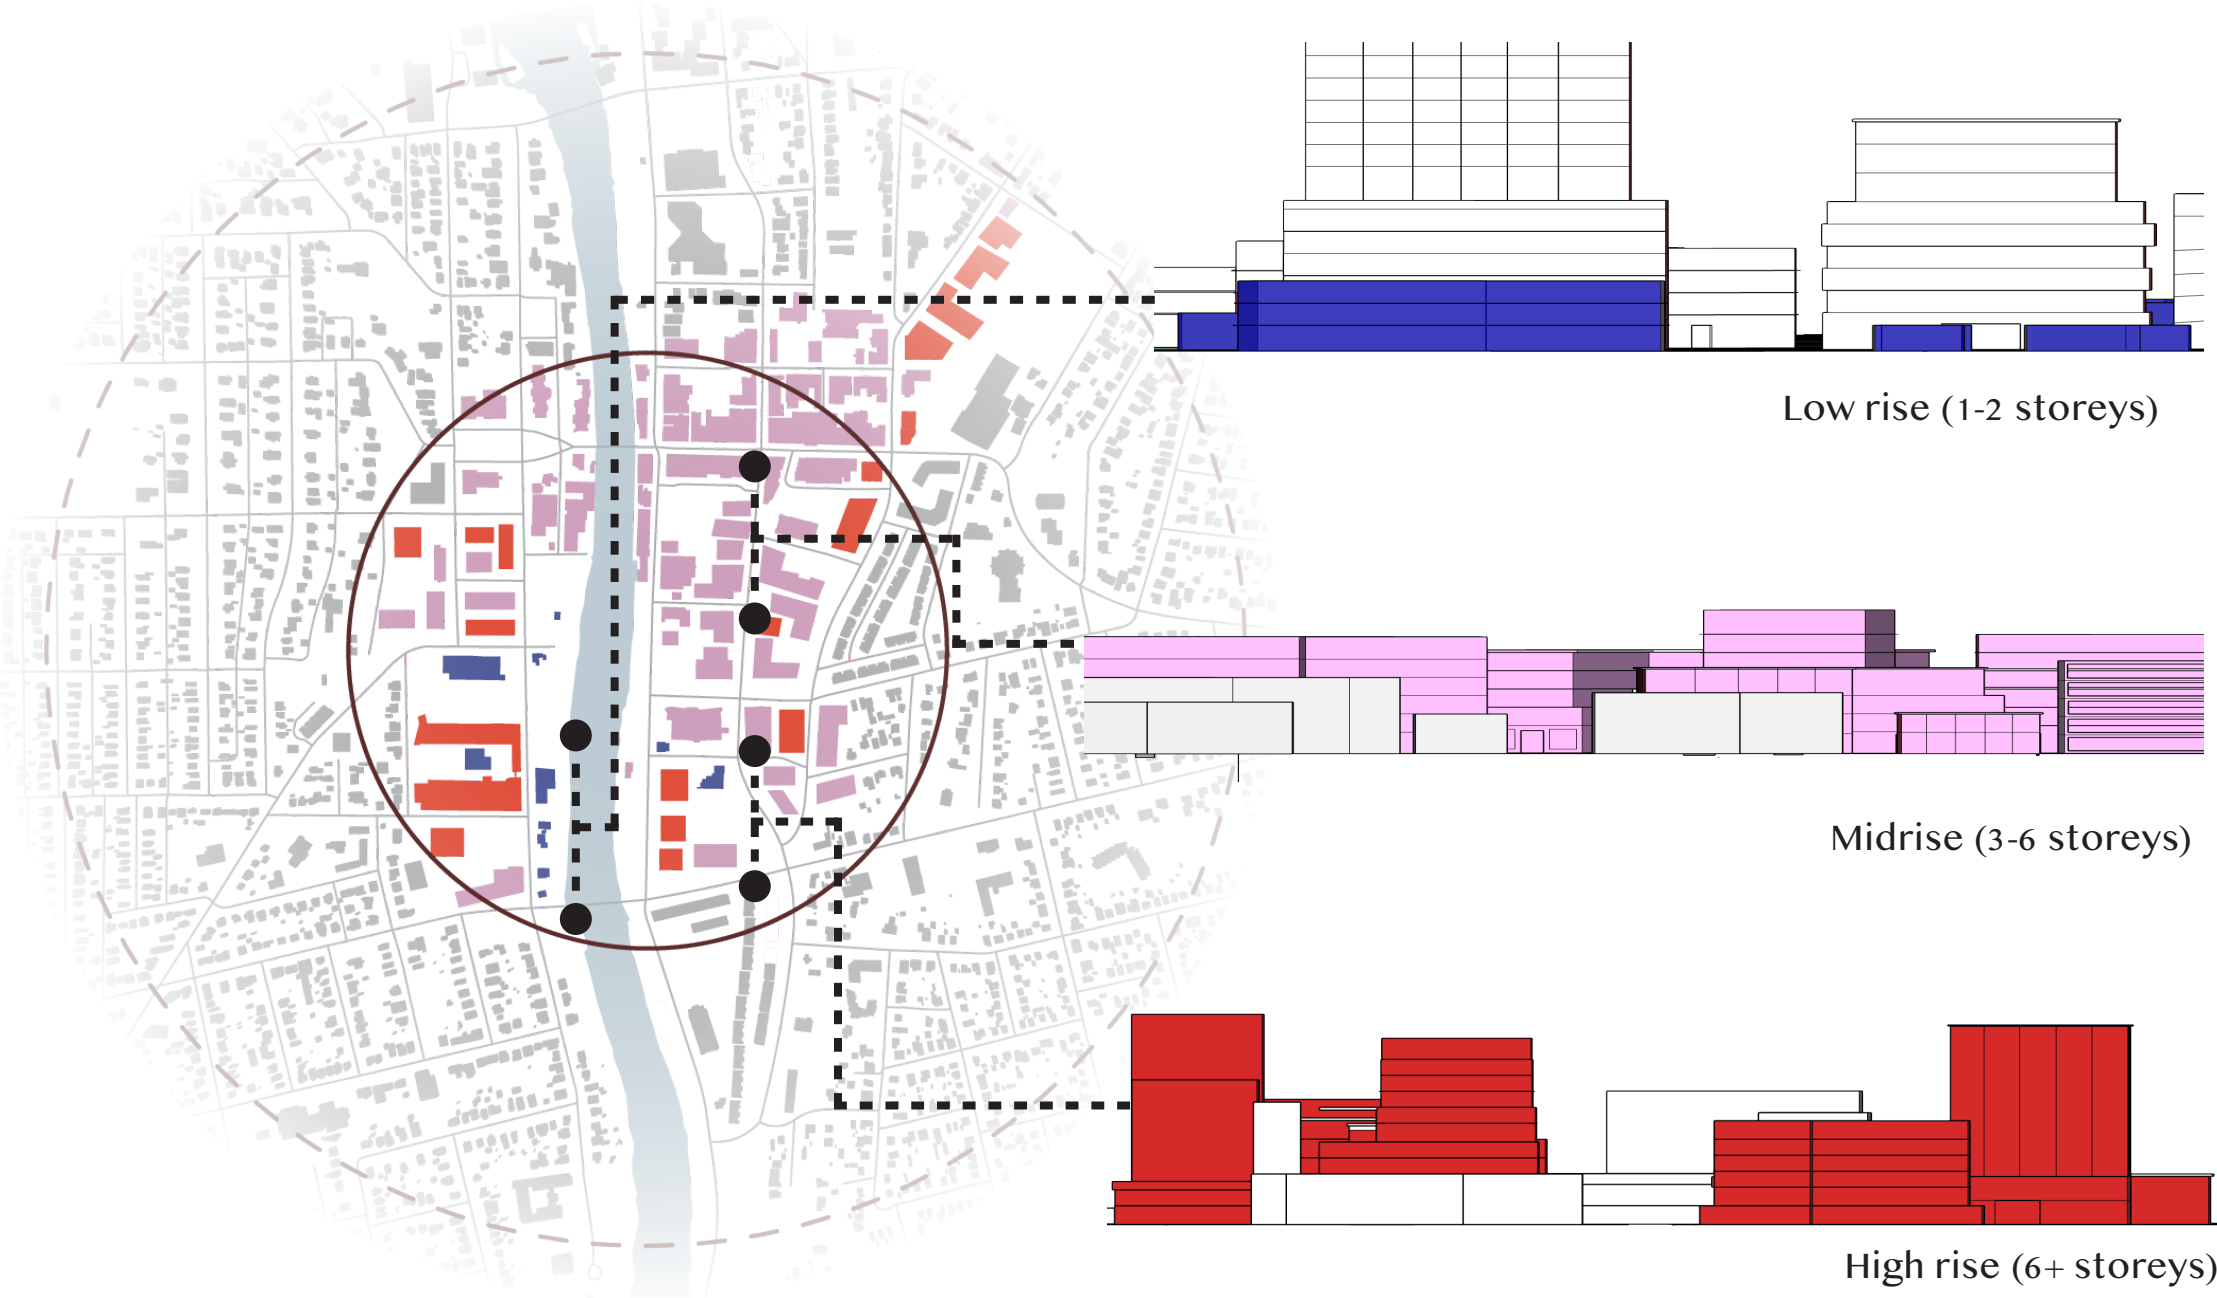 Low rise (1-2 storeys)
Midrise (3-6 storeys)
High rise (6+ storeys)